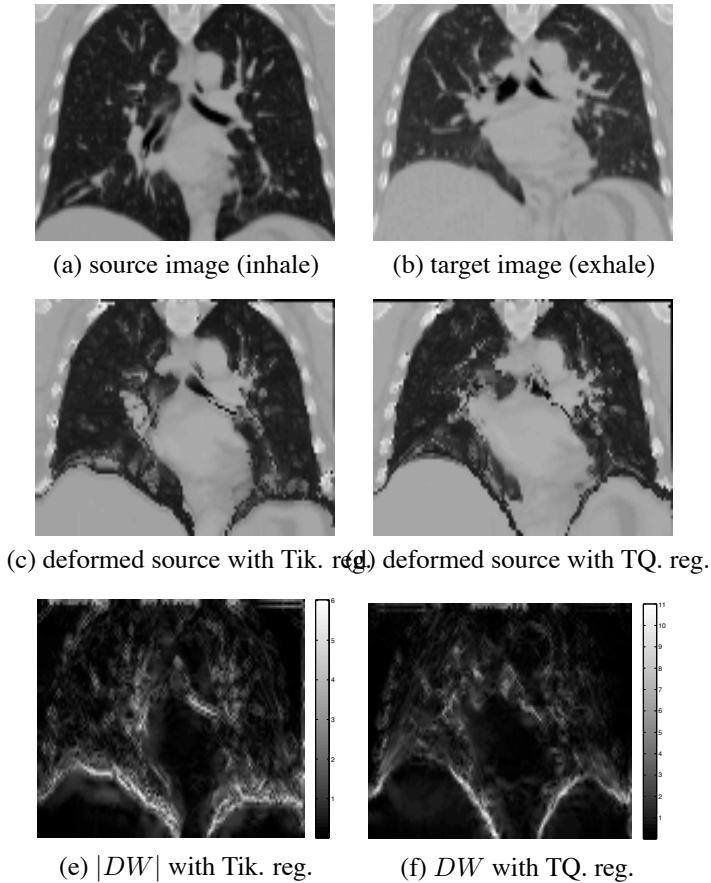 (a) source image (inhale)
(b) target image (exhale)
(c) deformed source with Tik. reg.
(d) deformed source with TQ. reg.
6
5
4
3
2
1
11
10
9
8
7
6
5
4
3
2
1
(e) |DW| with Tik. reg.
(f) DW with TQ. reg.